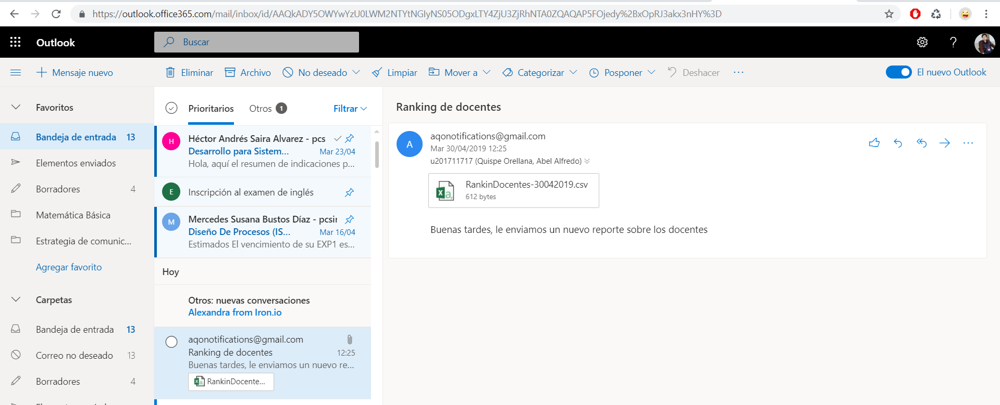 https://outlook.office365.com/mail/inbox/id/AAQkADY5OWYwYzU0LWM2NTYtNGIyNS05ODgxLTY4ZjU3ZjRhNTA0ZQAQAP5FOjedy%2BxOpRJ3akx3nHY%3D
Outlook
Buscar
Mensaje nuevo
Eliminar
Archivo
No deseado
Limpiar
Mover a
Categorizar
Posponer
Deshacer
El nuevo Outlook
Favoritos
Bandeja de entrada 13
Elementos enviados
Borradores 4
Matemática Básica
Estrategia de comunic...
Agregar favorito
Carpetas
Bandeja de entrada 13
Correo no deseado 13
Borradores 4
Prioritarios
Otros 1
Filtrar
H
Héctor Andrés Saira Alvarez - pcs
Desarrollo para Sistem... Mar 23/04
Hola, aquí el resumen de indicaciones p...
E
Inscripción al examen de inglés
M
Mercedes Susana Bustos Díaz - pcsir
Diseño De Procesos (IS... Mar 16/04
Estimados El vencimiento de su EXP1 es...
Hoy
Otros: nuevas conversaciones
Alexandra from Iron.io
aqonotifications@gmail.com
Ranking de docentes 12:25
Buenas tardes, le enviamos un nuevo re...
RankinDocente...
Ranking de docentes
A
aqonotifications@gmail.com
Mar 30/04/2019 12:25
u201711717 (Quispe Orellana, Abel Alfredo)
RankinDocentes-30042019.csv
612 bytes
Buenas tardes, le enviamos un nuevo reporte sobre los docentes